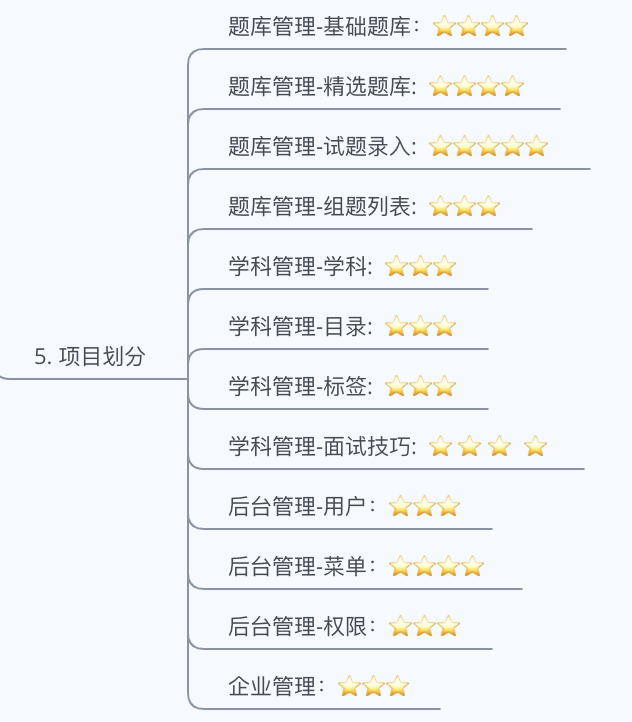 题库管理-基础题库：⭐⭐⭐⭐
题库管理-精选题库: ⭐⭐⭐⭐
题库管理-试题录入: ⭐⭐⭐⭐⭐
题库管理-组题列表: ⭐⭐⭐
学科管理-学科: ⭐⭐⭐
学科管理-目录: ⭐⭐⭐
5. 项目划分
学科管理-标签: ⭐⭐⭐
学科管理-面试技巧: ⭐ ⭐ ⭐ ⭐
后台管理-用户：⭐⭐⭐
后台管理-菜单：⭐⭐⭐⭐
后台管理-权限：⭐⭐⭐
企业管理：⭐⭐⭐